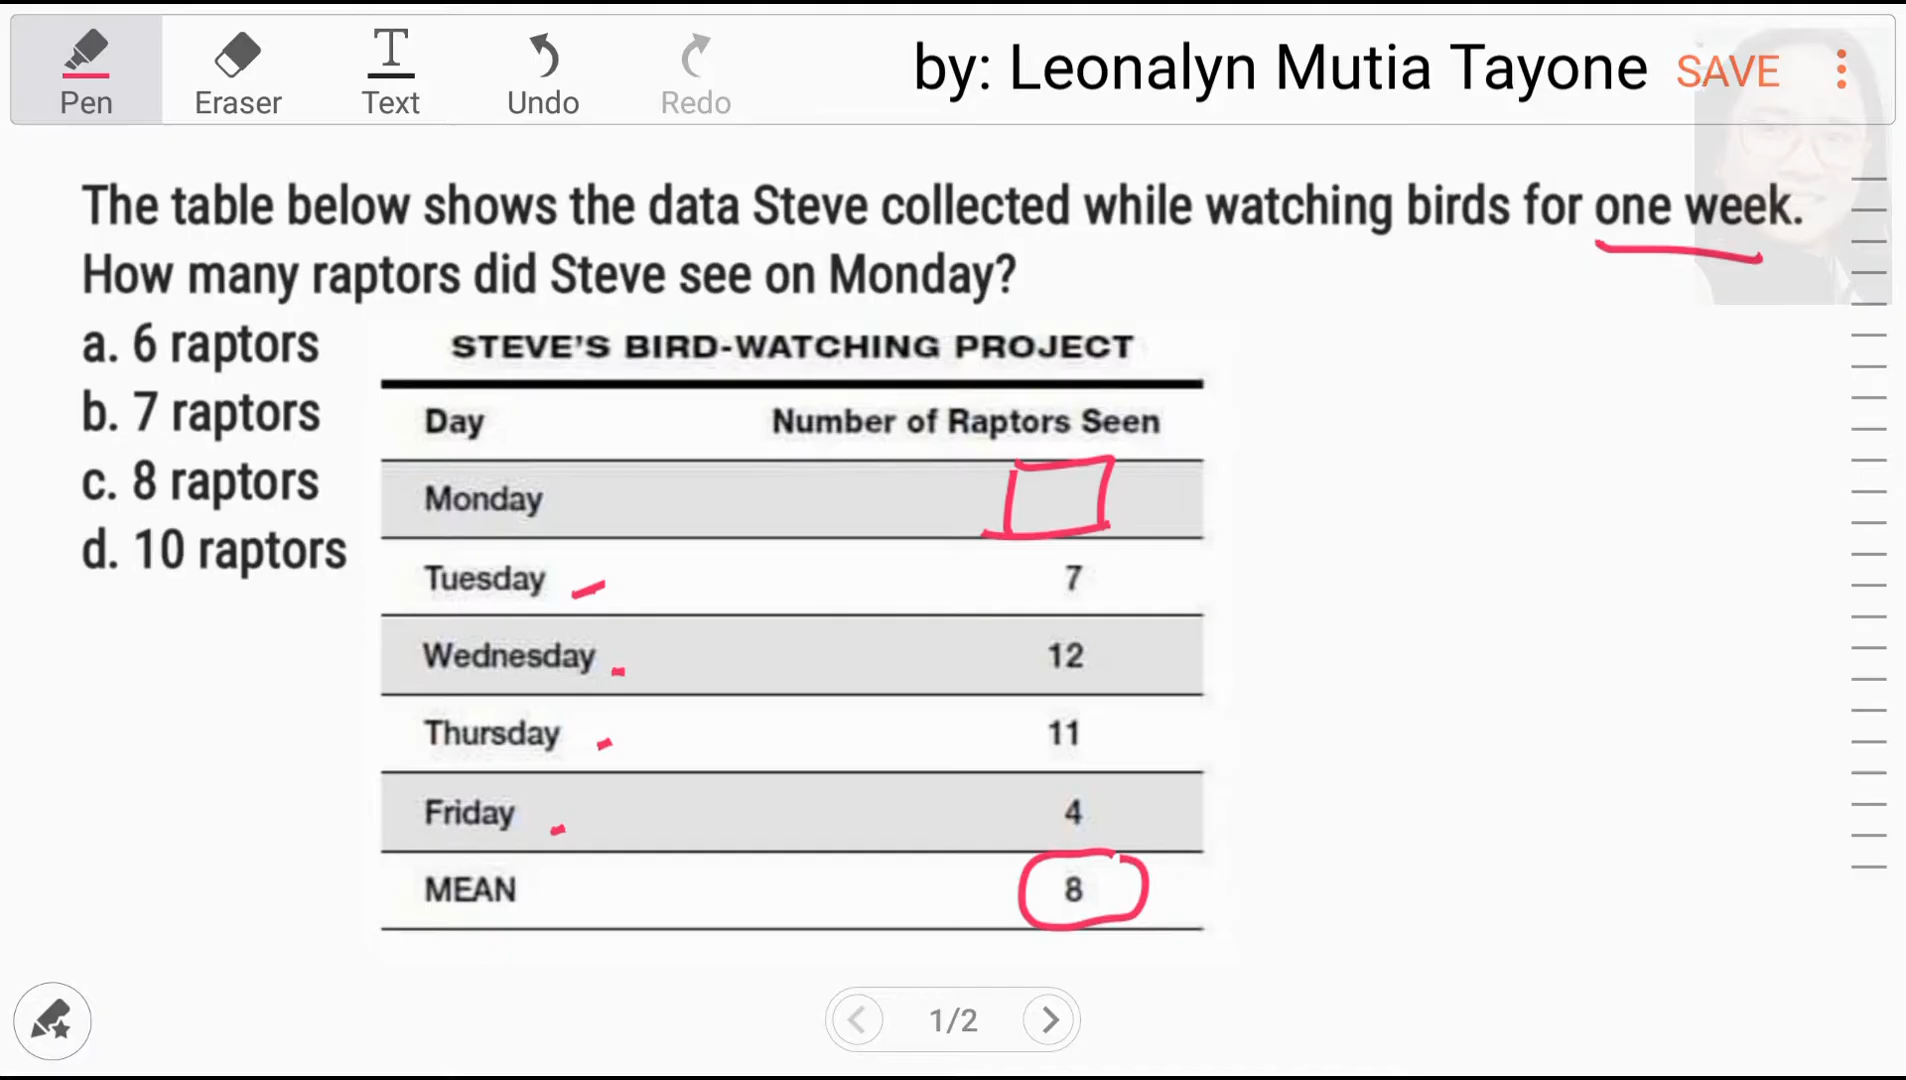 Pen Eraser Text Undo Redo by: Leonalyn Mutia Tayone SAVE
The table below shows the data Steve collected while watching birds for one week.
How many raptors did Steve see on Monday?
a. 6 raptors
b. 7 raptors
c. 8 raptors
d. 10 raptors
STEVE'S BIRD-WATCHING PROJECT
Day Number of Raptors Seen
Monday
Tuesday 7
Wednesday 12
Thursday 11
Friday 4
MEAN 8
1/2